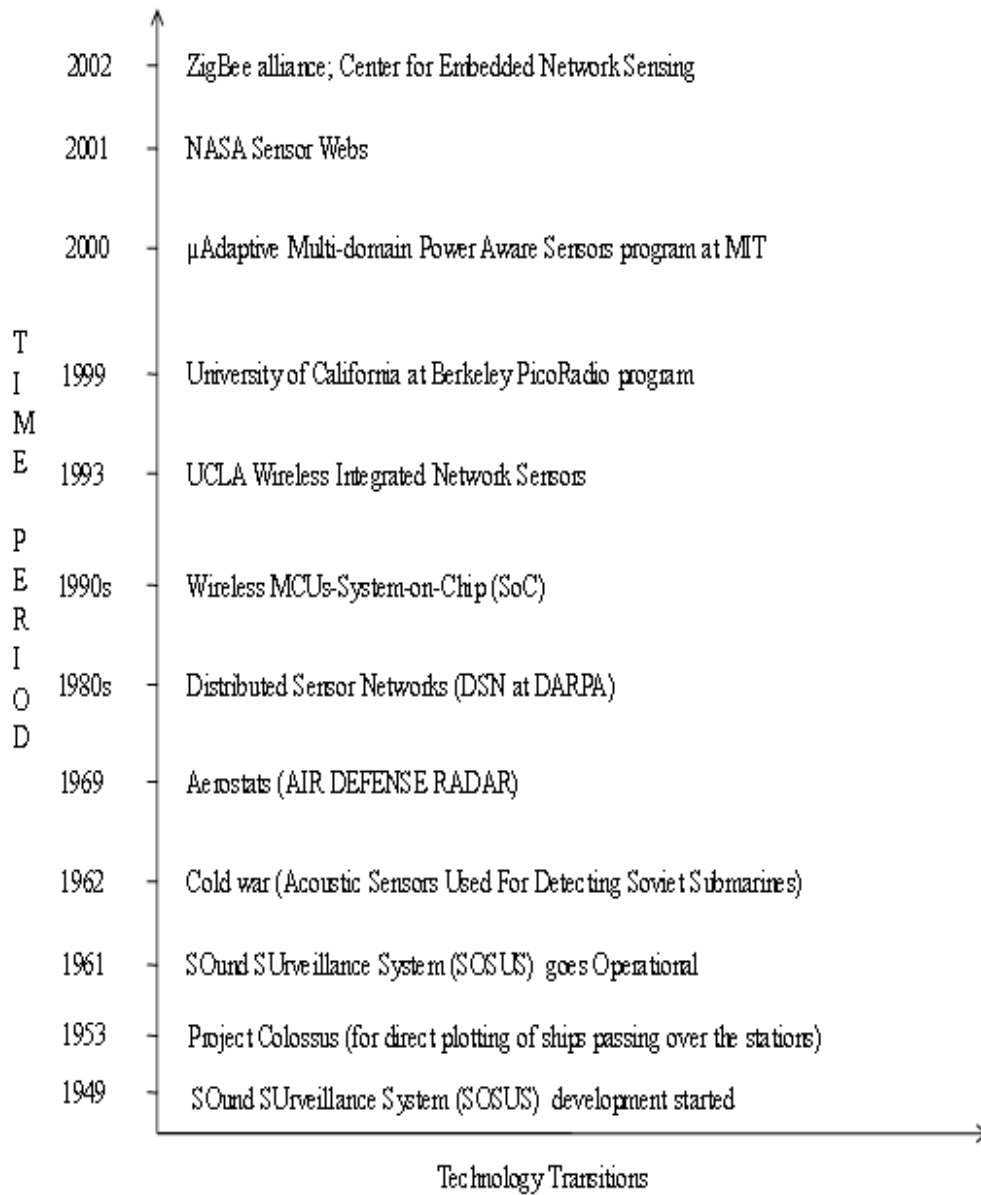 2002 ZigBee alliance; Center for Embedded Network Sensing
2001 NASA Sensor Webs
2000 µAdaptive Multi-domain Power Aware Sensors program at MIT
1999 University of California at Berkeley PicoRadio program
1993 UCLA Wireless Integrated Network Sensors
1990s Wireless MCUs-System-on-Chip (SoC)
1980s Distributed Sensor Networks (DSN at DARPA)
1969 Aerostats (AIR DEFENSE RADAR)
1962 Cold war (Acoustic Sensors Used For Detecting Soviet Submarines)
1961 SOund SUrveillance System (SOSUS) goes Operational
1953 Project Colossus (for direct plotting of ships passing over the stations)
1949 SOund SUrveillance System (SOSUS) development started
TIME PERIOD
Technology Transitions